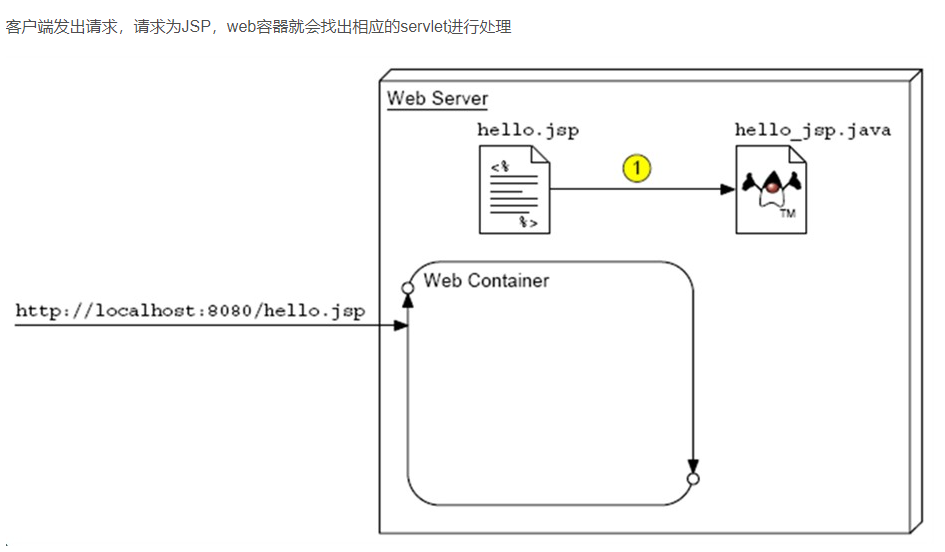 客户端发出请求，请求为JSP，web容器就会找出相应的servlet进行处理
Web Server
hello.jsp
hello_jsp.java
<%
%>
1
TM
Web Container
http://localhost:8080/hello.jsp